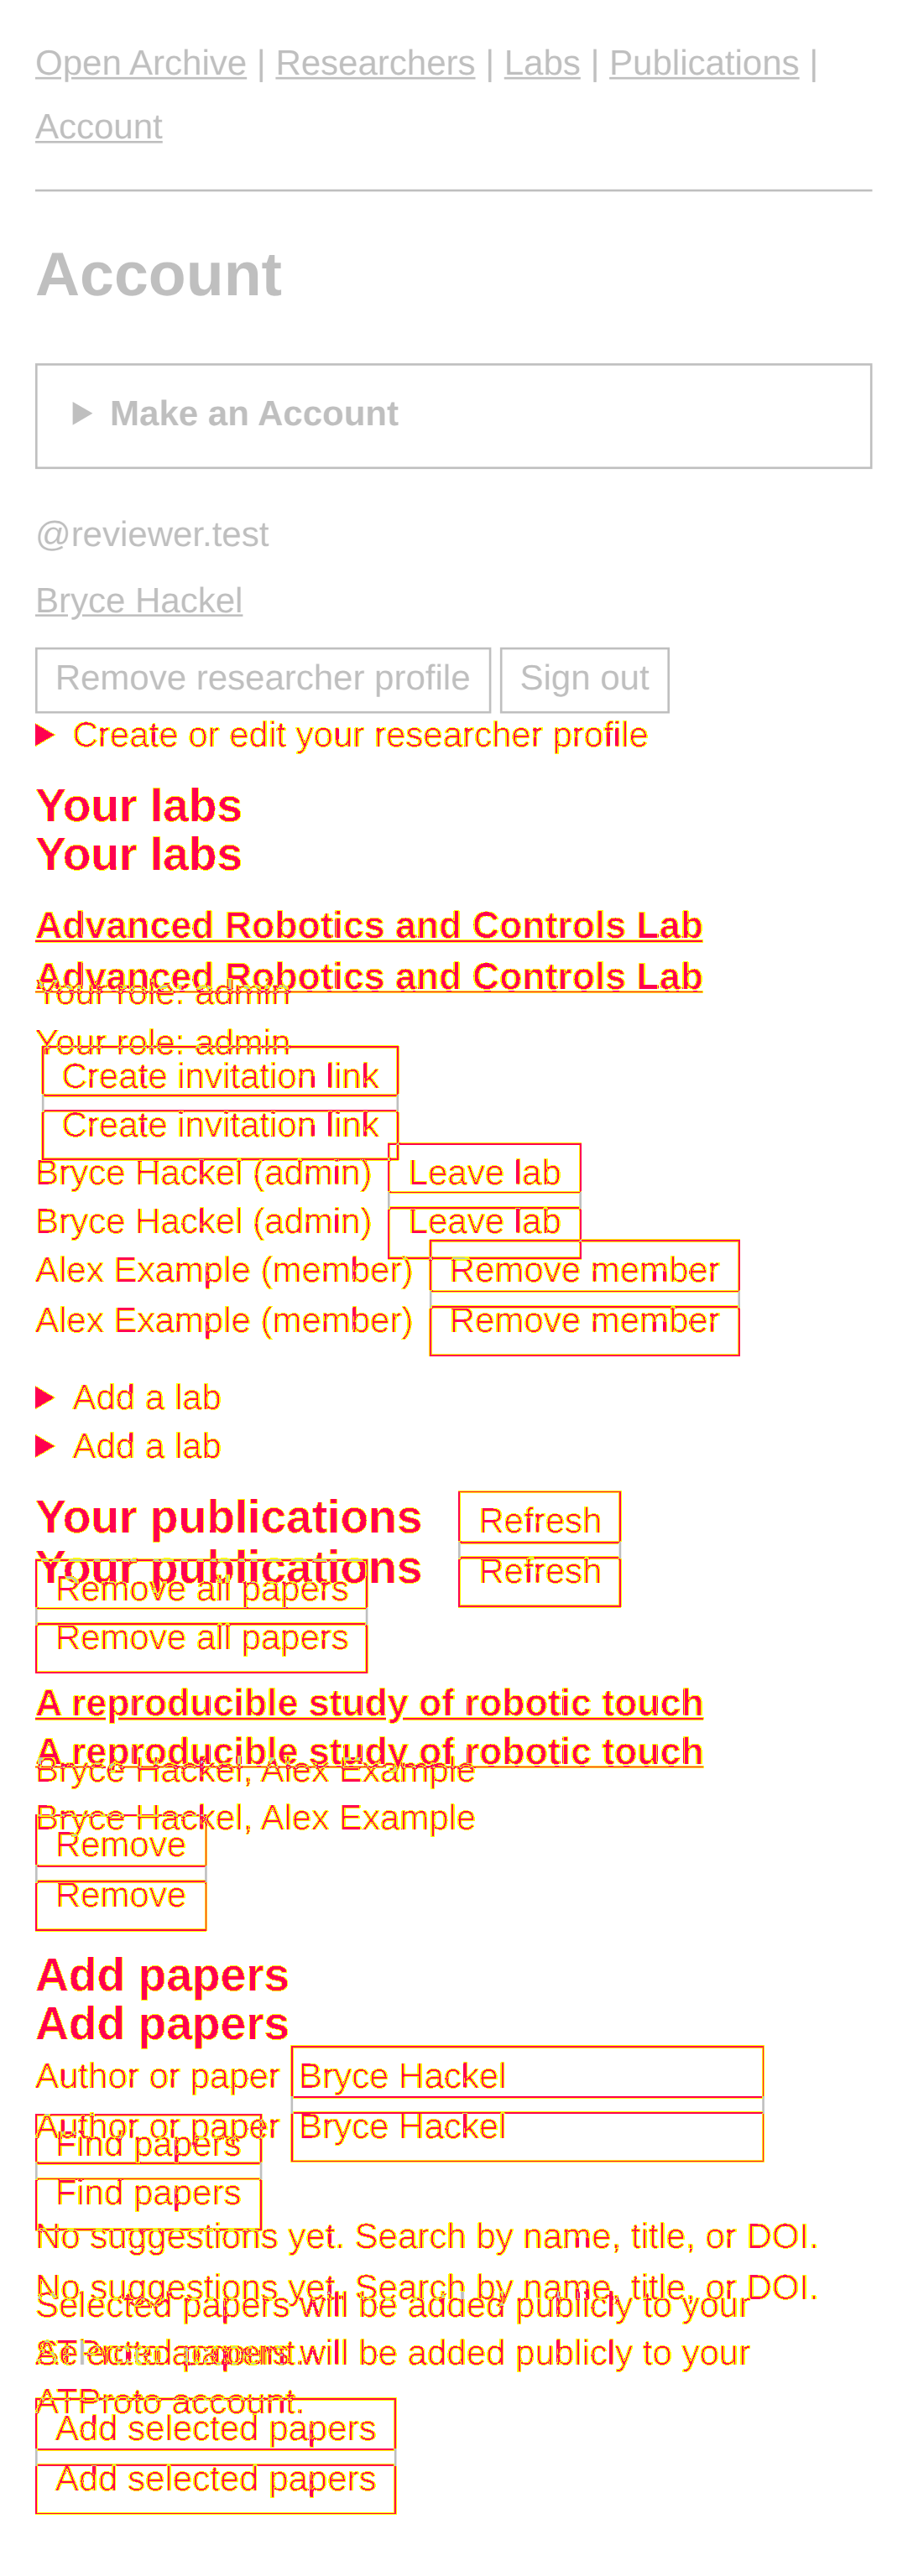 Open Archive | Researchers | Labs | Publications |
Account
Account
Make an Account
@reviewer.test
Bryce Hackel
Remove researcher profile Sign out
Create or edit your researcher profile
Your labs
Your labs
Advanced Robotics and Controls Lab
Advanced Robotics and Controls Lab
Your role: admin
Your role: admin
Create invitation link
Create invitation link
Bryce Hackel (admin) Leave lab
Bryce Hackel (admin) Leave lab
Alex Example (member) Remove member
Alex Example (member) Remove member
Add a lab
Add a lab
Your publications Refresh
Your publications Refresh
Remove all papers
Remove all papers
A reproducible study of robotic touch
A reproducible study of robotic touch
Bryce Hackel, Alex Example
Bryce Hackel, Alex Example
Remove
Remove
Add papers
Add papers
Author or paper Bryce Hackel
Author or paper Bryce Hackel
Find papers
Find papers
No suggestions yet. Search by name, title, or DOI.
No suggestions yet. Search by name, title, or DOI.
Selected papers will be added publicly to your
Selected papers will be added publicly to your
ATProto account.
Add selected papers
Add selected papers